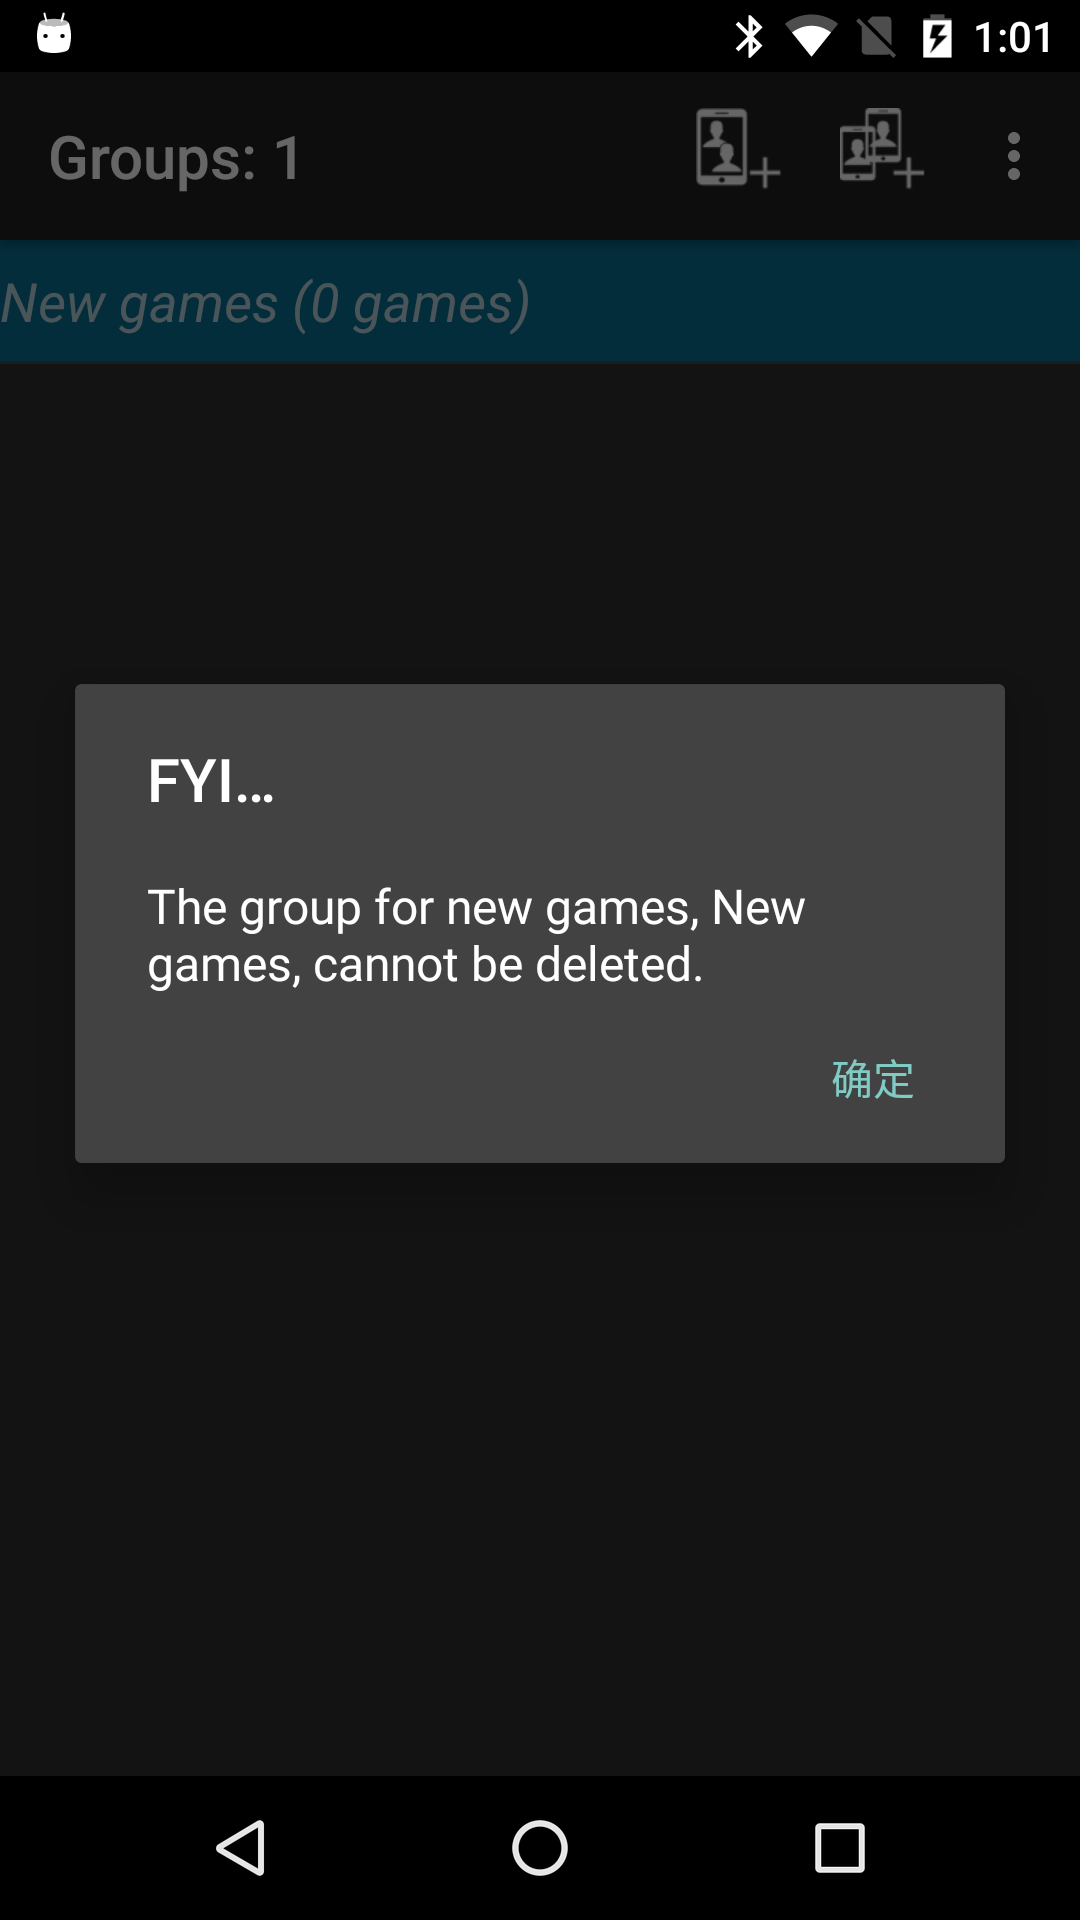 1:01
Groups: 1
New games (0 games)
FYI...
The group for new games, New
games, cannot be deleted.
确定